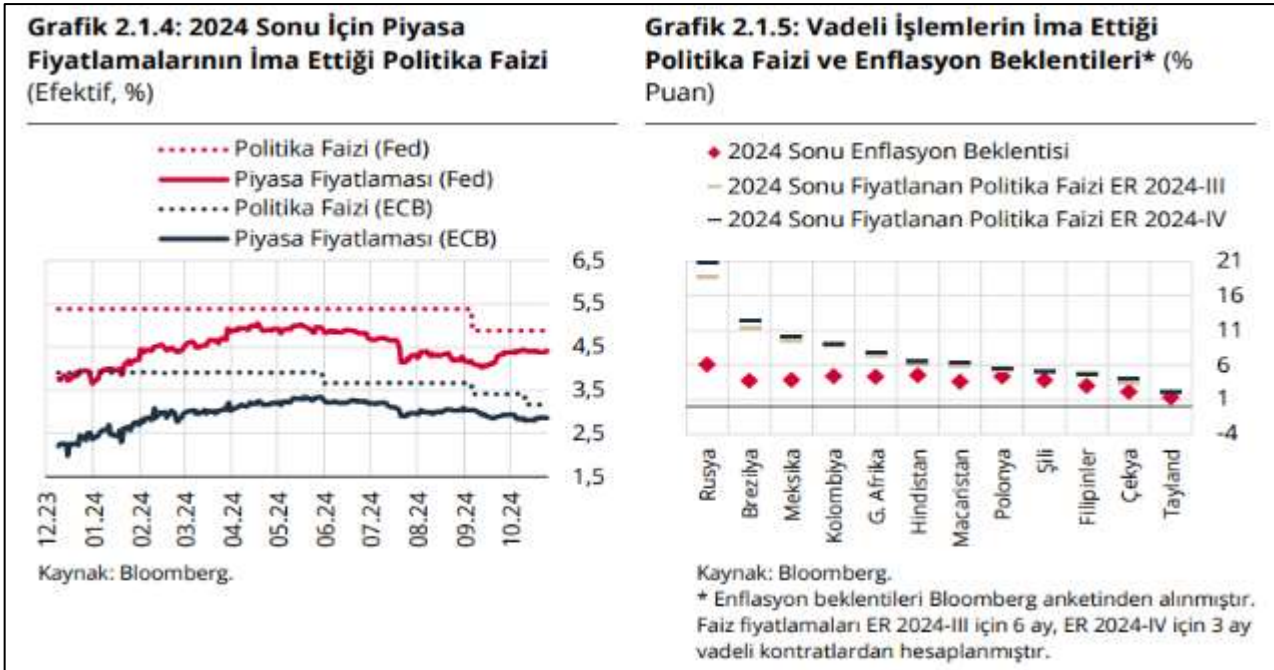 Grafik 2.1.4: 2024 Sonu İçin Piyasa
Fiyatlamalarının İma Ettiği Politika Faizi
(Efektif, %)
Politika Faizi (Fed)
Piyasa Fiyatlaması (Fed)
Politika Faizi (ECB)
Piyasa Fiyatlaması (ECB)
6,5
5,5
4,5
3,5
2,5
1,5
12.23
01.24
02.24
03.24
04.24
05.24
06.24
07.24
08.24
09.24
10.24
Kaynak: Bloomberg.
Grafik 2.1.5: Vadeli İşlemlerin İma Ettiği
Politika Faizi ve Enflasyon Beklentileri* (%
Puan)
2024 Sonu Enflasyon Beklentisi
2024 Sonu Fiyatlanan Politika Faizi ER 2024-III
2024 Sonu Fiyatlanan Politika Faizi ER 2024-IV
21
16
11
6
1
-4
Rusya
Brezilya
Meksika
Kolombiya
G. Afrika
Hindistan
Macaristan
Polonya
Şili
Filipinler
Çekya
Tayland
Kaynak: Bloomberg.
* Enflasyon beklentileri Bloomberg anketinden alınmıştır.
Faiz fiyatlamaları ER 2024-III için 6 ay, ER 2024-IV için 3 ay
vadeli kontratlardan hesaplanmıştır.